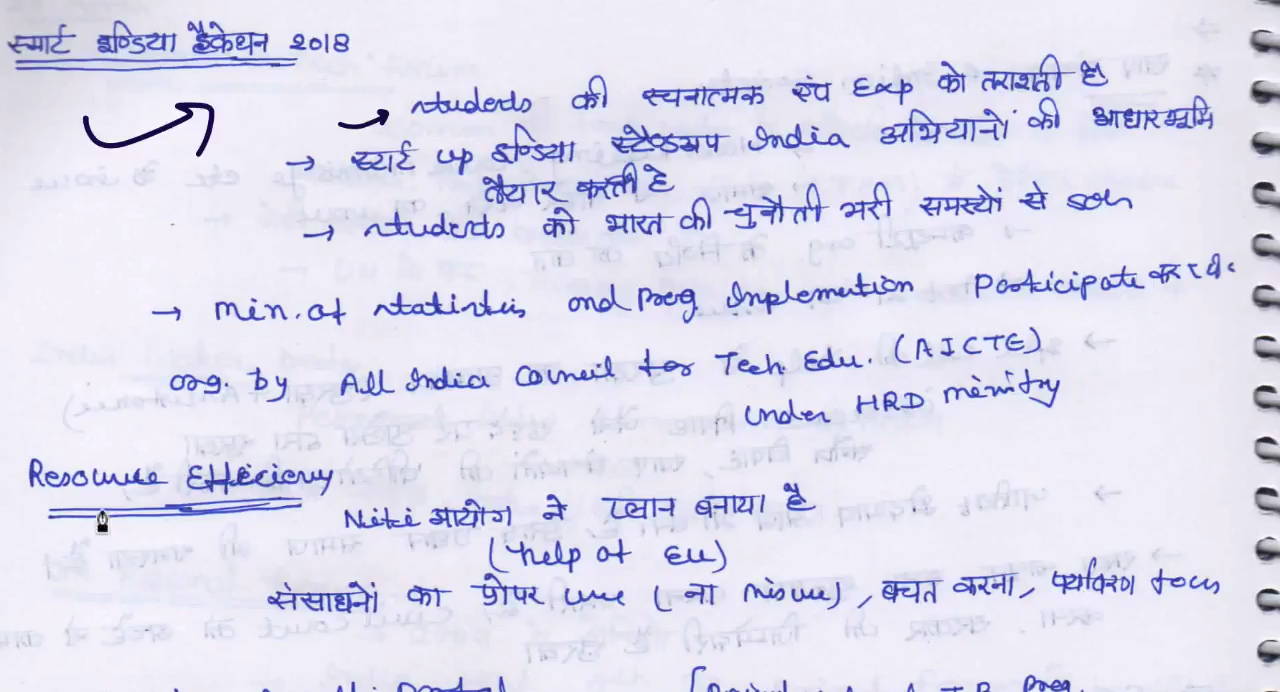 स्मार्ट इण्डिया हैकेथन 2018
→ students की रचनात्मक एंव Exp को तराशती है
→ स्टार्ट up इण्डिया स्टैण्डअप India अभियानों की आधारभूमि
तैयार करती है
→ students को भारत की चुनौती भरी समस्यों से
→ Min. of statistics and Prog Implemention Participate कर रहे
org. by All India Council for Tech. Edu. (AICTE)
under HRD ministry
Resource Efficieny
Niti आयोग ने प्लान बनाया है
(help of EU)
संसाधनों का प्रोपर use (ना misuse), बचत करना, पर्यावरण focus